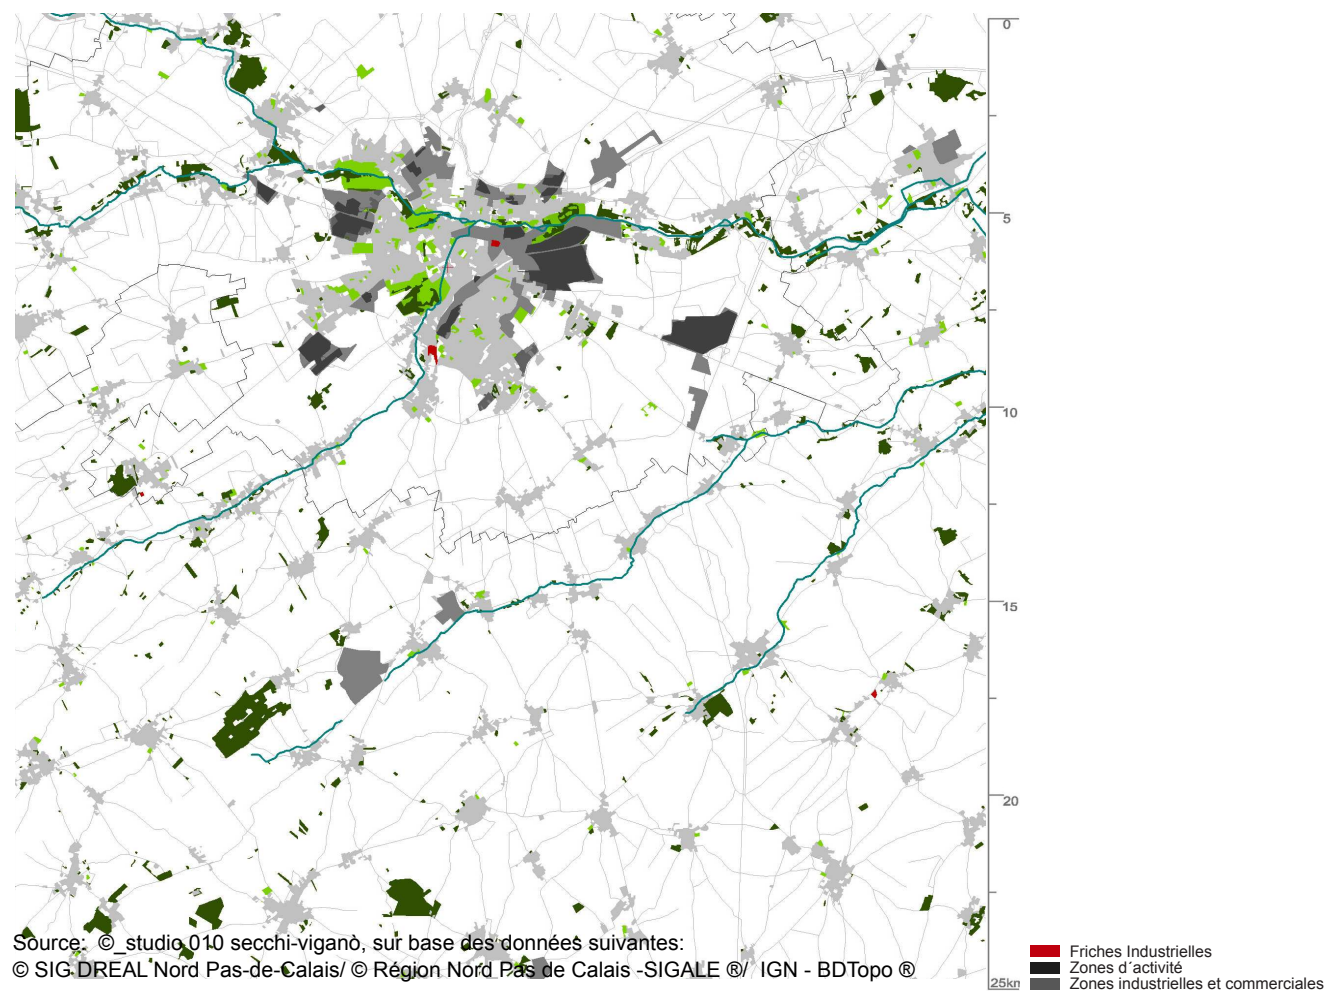 0
5
10
15
20
25km
Source: ©_studio 010 secchi-viganò, sur base des données suivantes:
© SIG DREAL Nord Pas-de-Calais/ © Région Nord Pas de Calais -SIGALE ®/ IGN - BDTopo ®
Friches Industrielles
Zones d´activité
Zones industrielles et commerciales